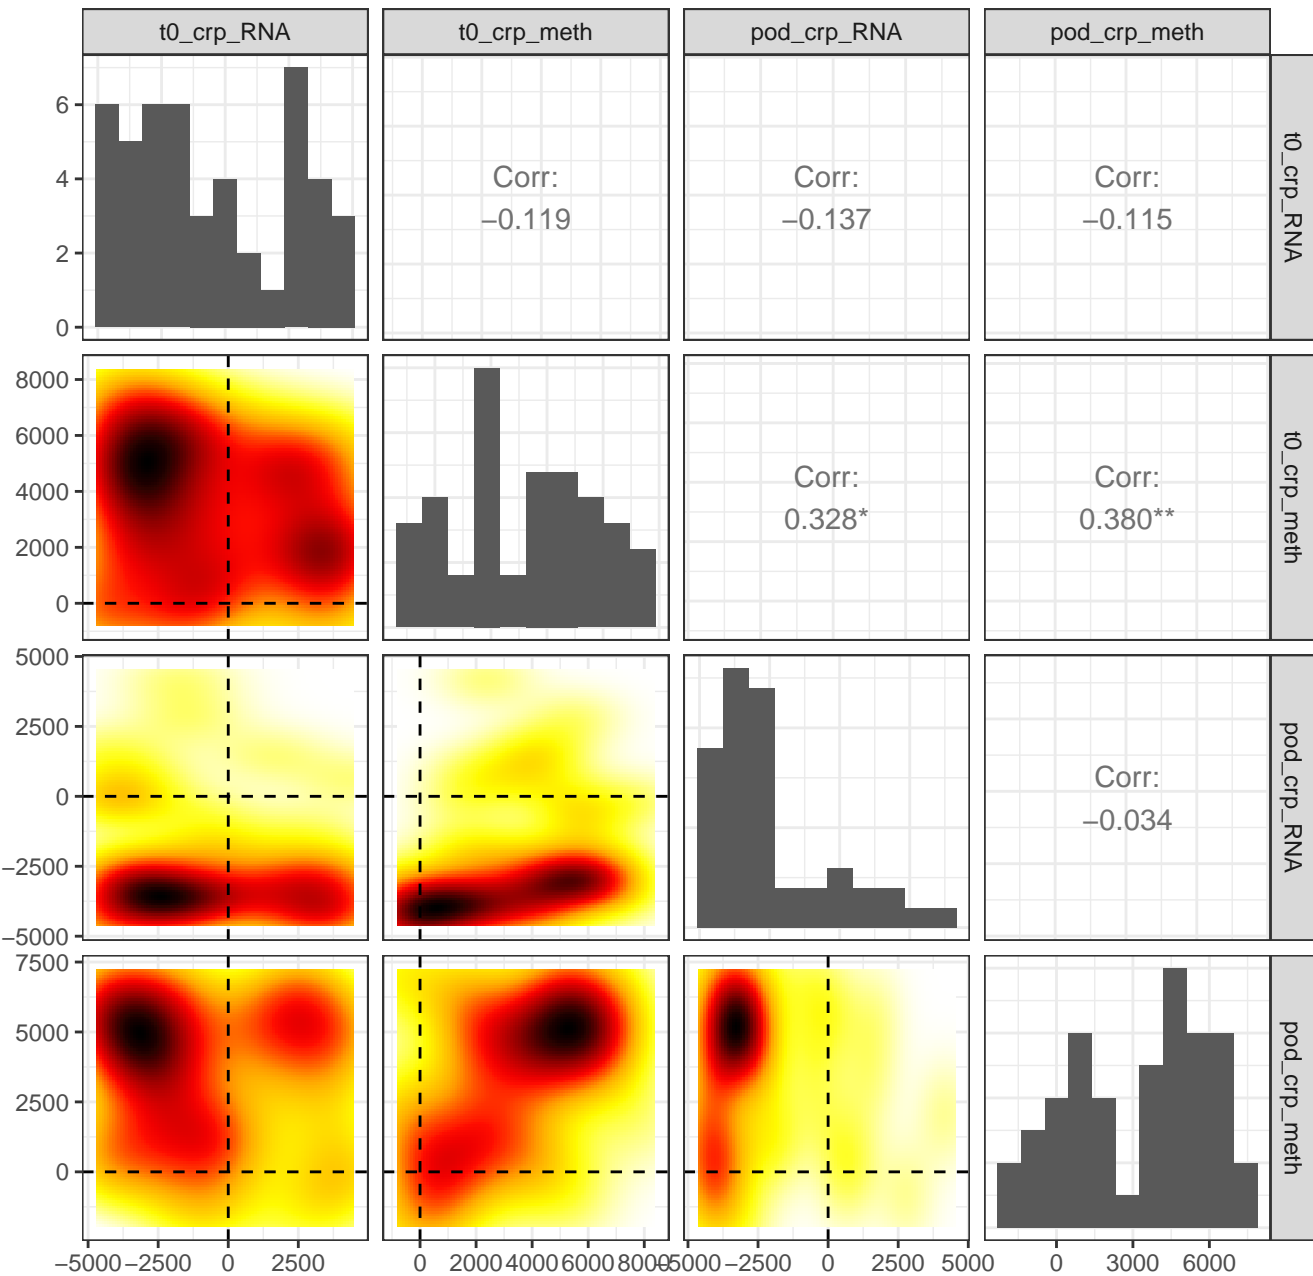 t0_crp_RNA
t0_crp_meth
pod_crp_RNA
pod_crp_meth
6
4
2
0
Corr:
−0.119
Corr:
−0.137
Corr:
−0.115
t0_crp_RNA
8000
6000
4000
2000
0
Corr:
0.328*
Corr:
0.380**
t0_crp_meth
5000
2500
0
−2500
−5000
Corr:
−0.034
pod_crp_RNA
7500
5000
2500
0
pod_crp_meth
−5000 −2500 0 2500
0 2000 4000 6000 8000
−5000 −2500 0 2500 5000
0 3000 6000